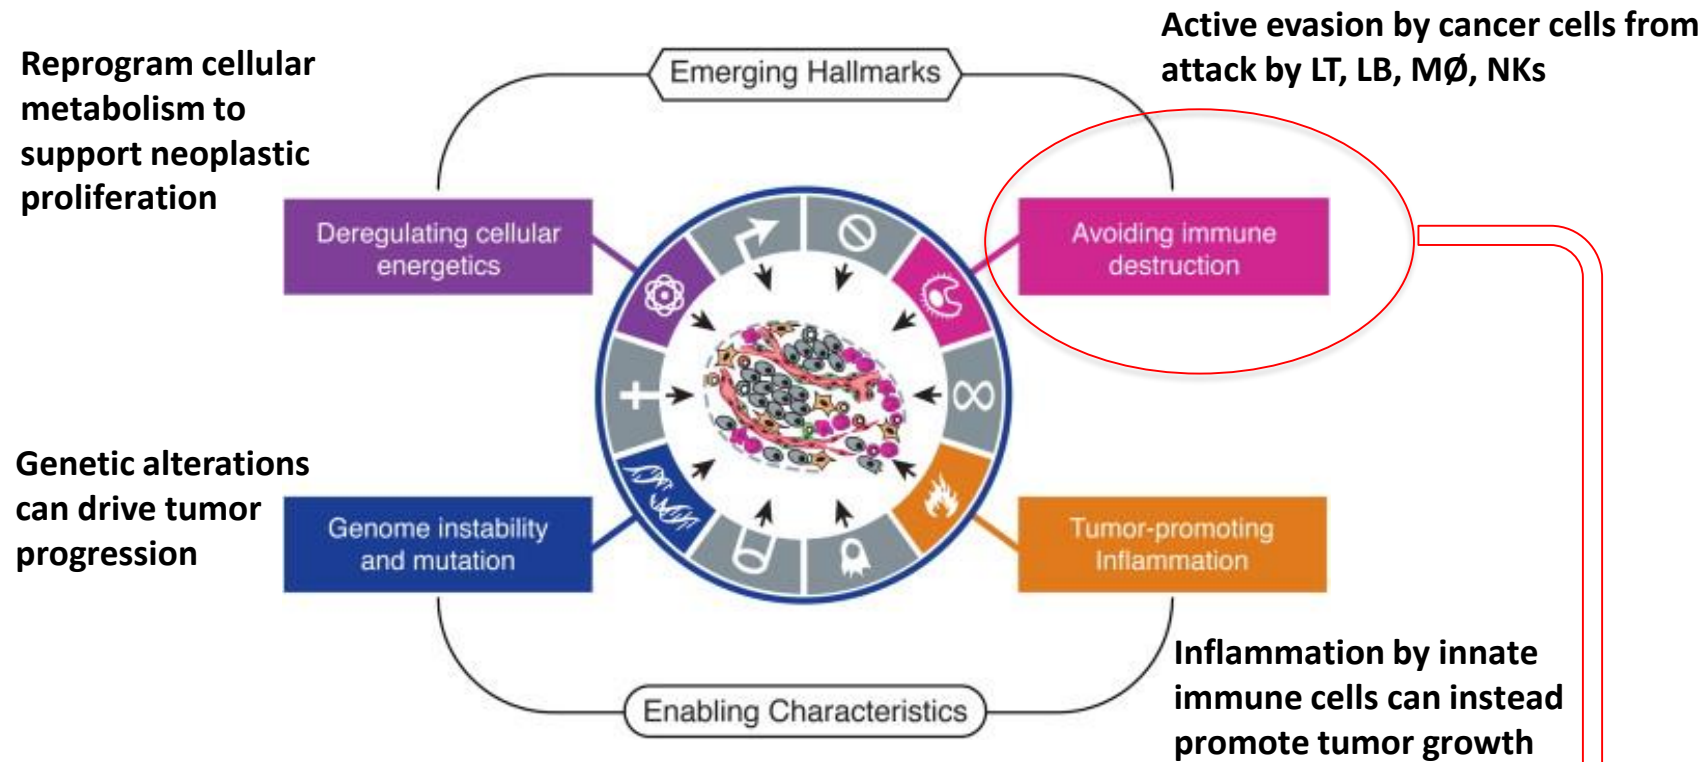 Active evasion by cancer cells from
attack by LT, LB, MØ, NKs
Reprogram cellular
metabolism to
support neoplastic
proliferation
Emerging Hallmarks
Deregulating cellular
energetics
Avoiding immune
destruction
Genetic alterations
can drive tumor
progression
Genome instability
and mutation
Tumor-promoting
Inflammation
Inflammation by innate
immune cells can instead
promote tumor growth
Enabling Characteristics